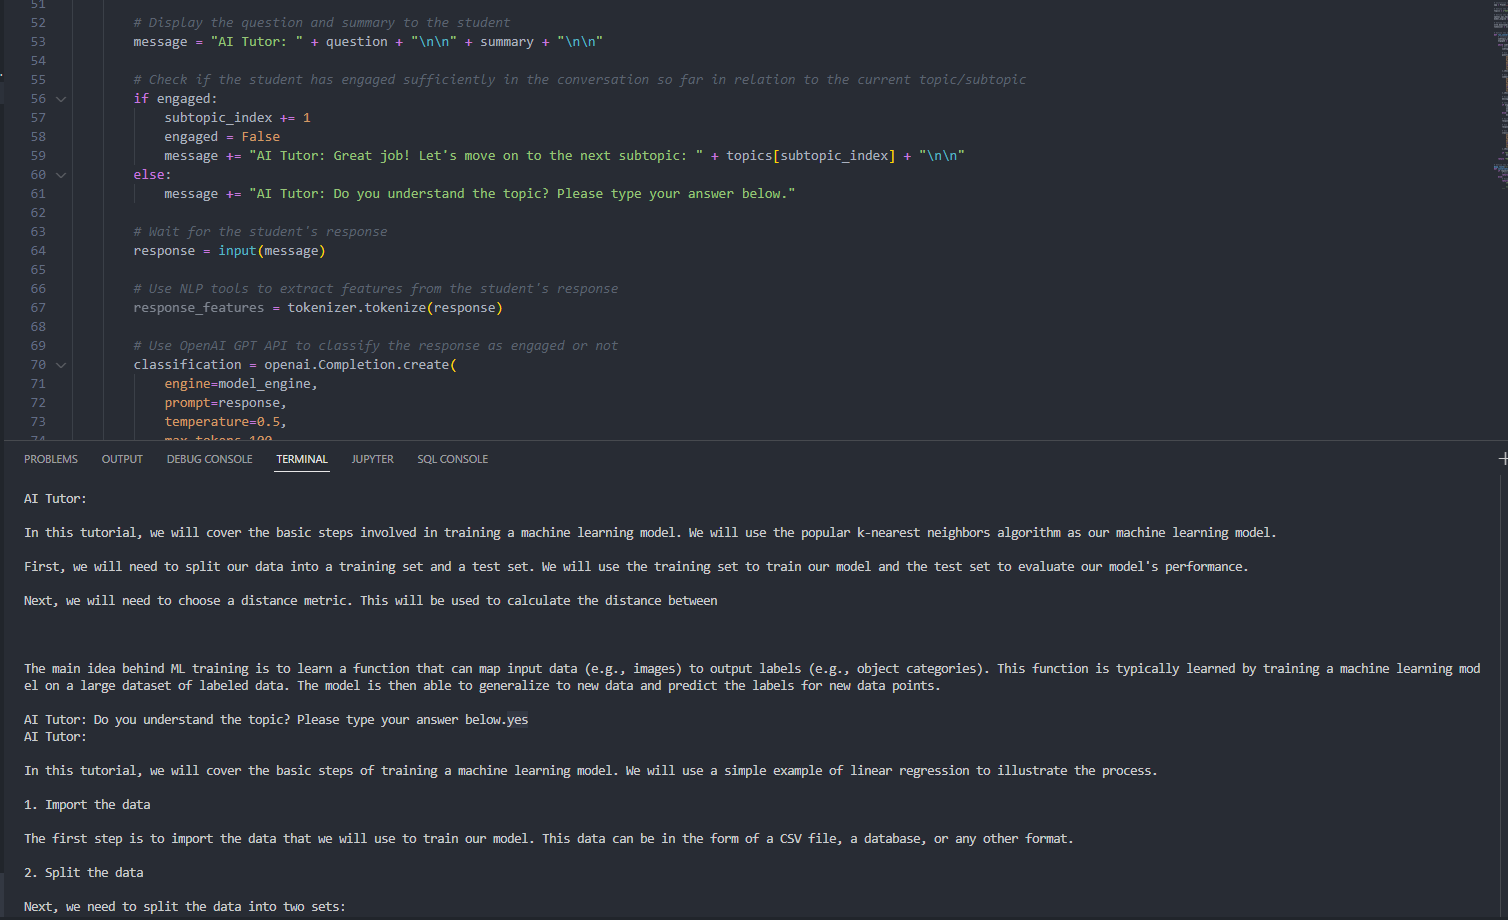 51
52 # Display the question and summary to the student
53 message = "AI Tutor: " + question + "\n\n" + summary + "\n\n"
54
55 # Check if the student has engaged sufficiently in the conversation so far in relation to the current topic/subtopic
56 if engaged:
57 subtopic_index += 1
58 engaged = False
59 message += "AI Tutor: Great job! Let's move on to the next subtopic: " + topics[subtopic_index] + "\n\n"
60 else:
61 message += "AI Tutor: Do you understand the topic? Please type your answer below."
62
63 # Wait for the student's response
64 response = input(message)
65
66 # Use NLP tools to extract features from the student's response
67 response_features = tokenizer.tokenize(response)
68
69 # Use OpenAI GPT API to classify the response as engaged or not
70 classification = openai.Completion.create(
71 engine=model_engine,
72 prompt=response,
73 temperature=0.5,
74 max_tokens=100
PROBLEMS OUTPUT DEBUG CONSOLE TERMINAL JUPYTER SQL CONSOLE
AI Tutor:
In this tutorial, we will cover the basic steps involved in training a machine learning model. We will use the popular k-nearest neighbors algorithm as our machine learning model.
First, we will need to split our data into a training set and a test set. We will use the training set to train our model and the test set to evaluate our model's performance.
Next, we will need to choose a distance metric. This will be used to calculate the distance between
The main idea behind ML training is to learn a function that can map input data (e.g., images) to output labels (e.g., object categories). This function is typically learned by training a machine learning mod
el on a large dataset of labeled data. The model is then able to generalize to new data and predict the labels for new data points.
AI Tutor: Do you understand the topic? Please type your answer below.yes
AI Tutor:
In this tutorial, we will cover the basic steps of training a machine learning model. We will use a simple example of linear regression to illustrate the process.
1. Import the data
The first step is to import the data that we will use to train our model. This data can be in the form of a CSV file, a database, or any other format.
2. Split the data
Next, we need to split the data into two sets: